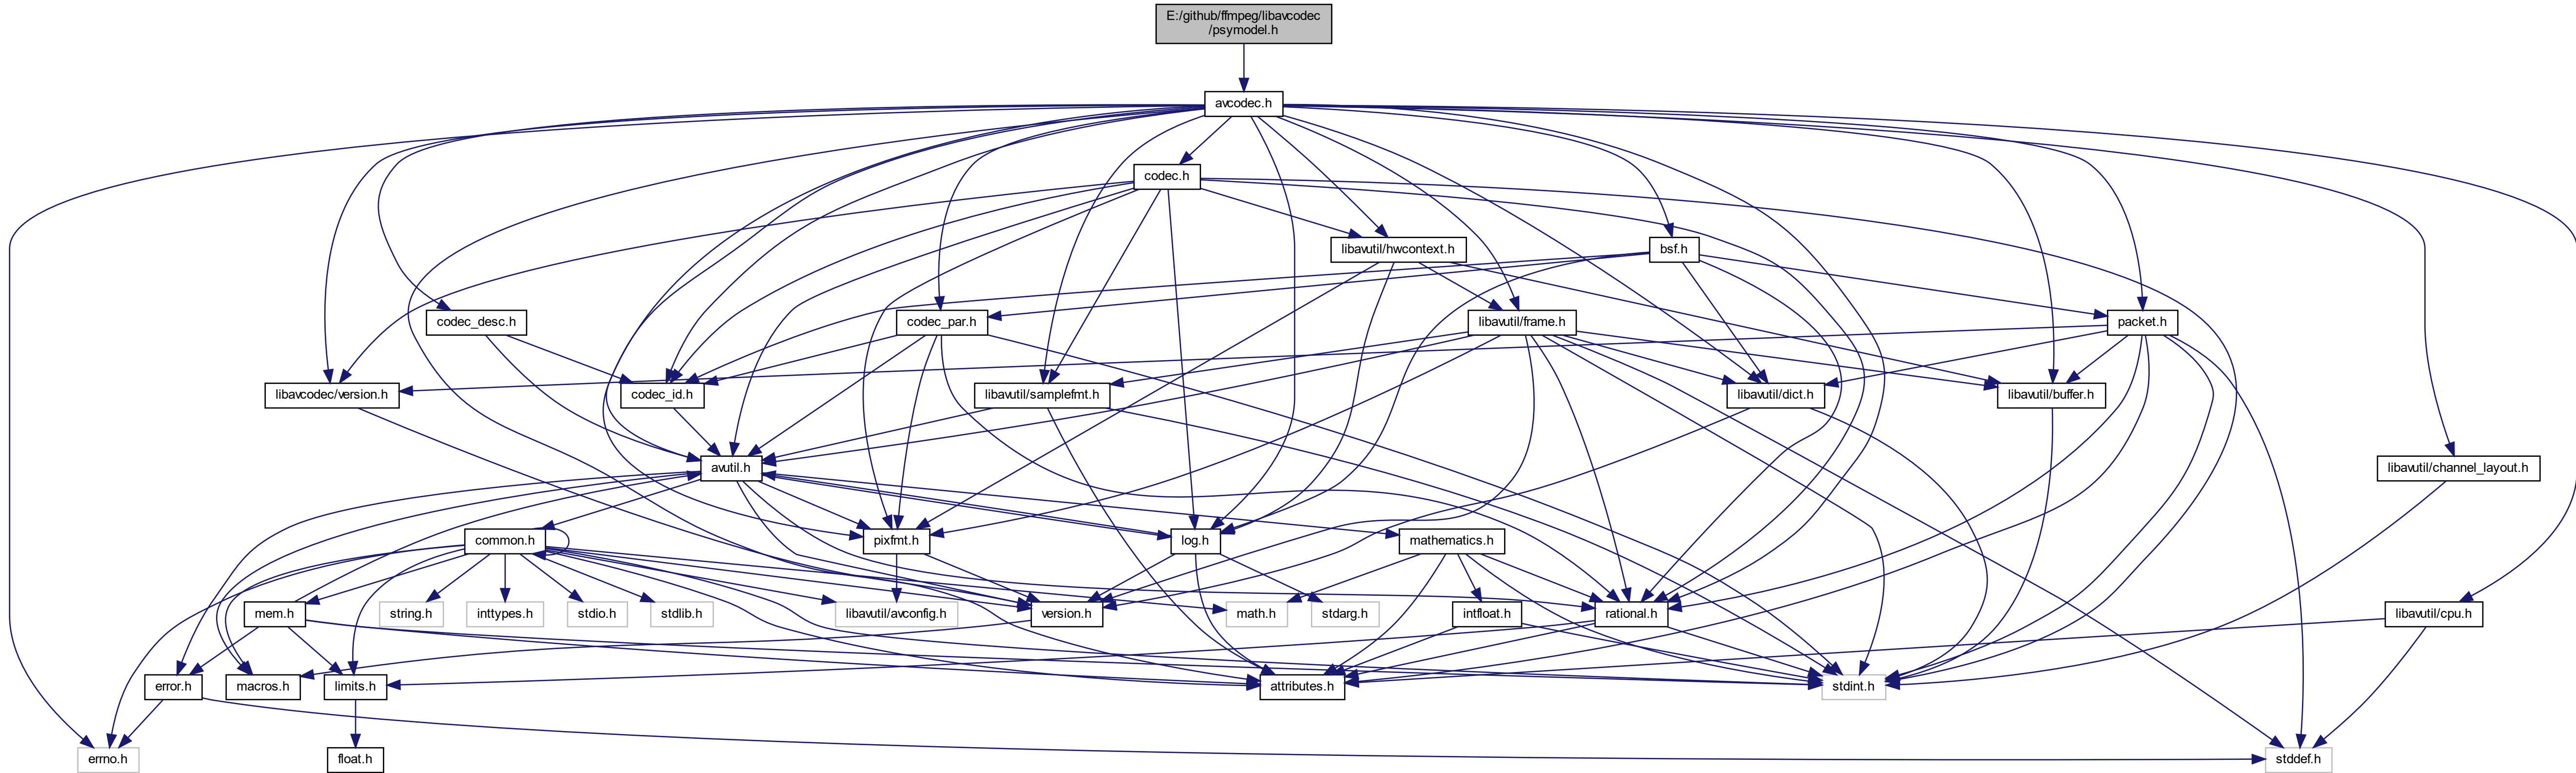 E:/github/ffmpeg/libavcodec
/psymodel.h
avcodec.h
codec.h
libavutil/hwcontext.h
bsf.h
codec_desc.h
codec_par.h
libavutil/frame.h
packet.h
libavcodec/version.h
codec_id.h
libavutil/samplefmt.h
libavutil/dict.h
libavutil/buffer.h
avutil.h
libavutil/channel_layout.h
common.h
pixfmt.h
log.h
mathematics.h
mem.h
string.h
inttypes.h
stdio.h
stdlib.h
libavutil/avconfig.h
version.h
math.h
stdarg.h
intfloat.h
rational.h
libavutil/cpu.h
error.h
macros.h
limits.h
attributes.h
stdint.h
errno.h
float.h
stddef.h